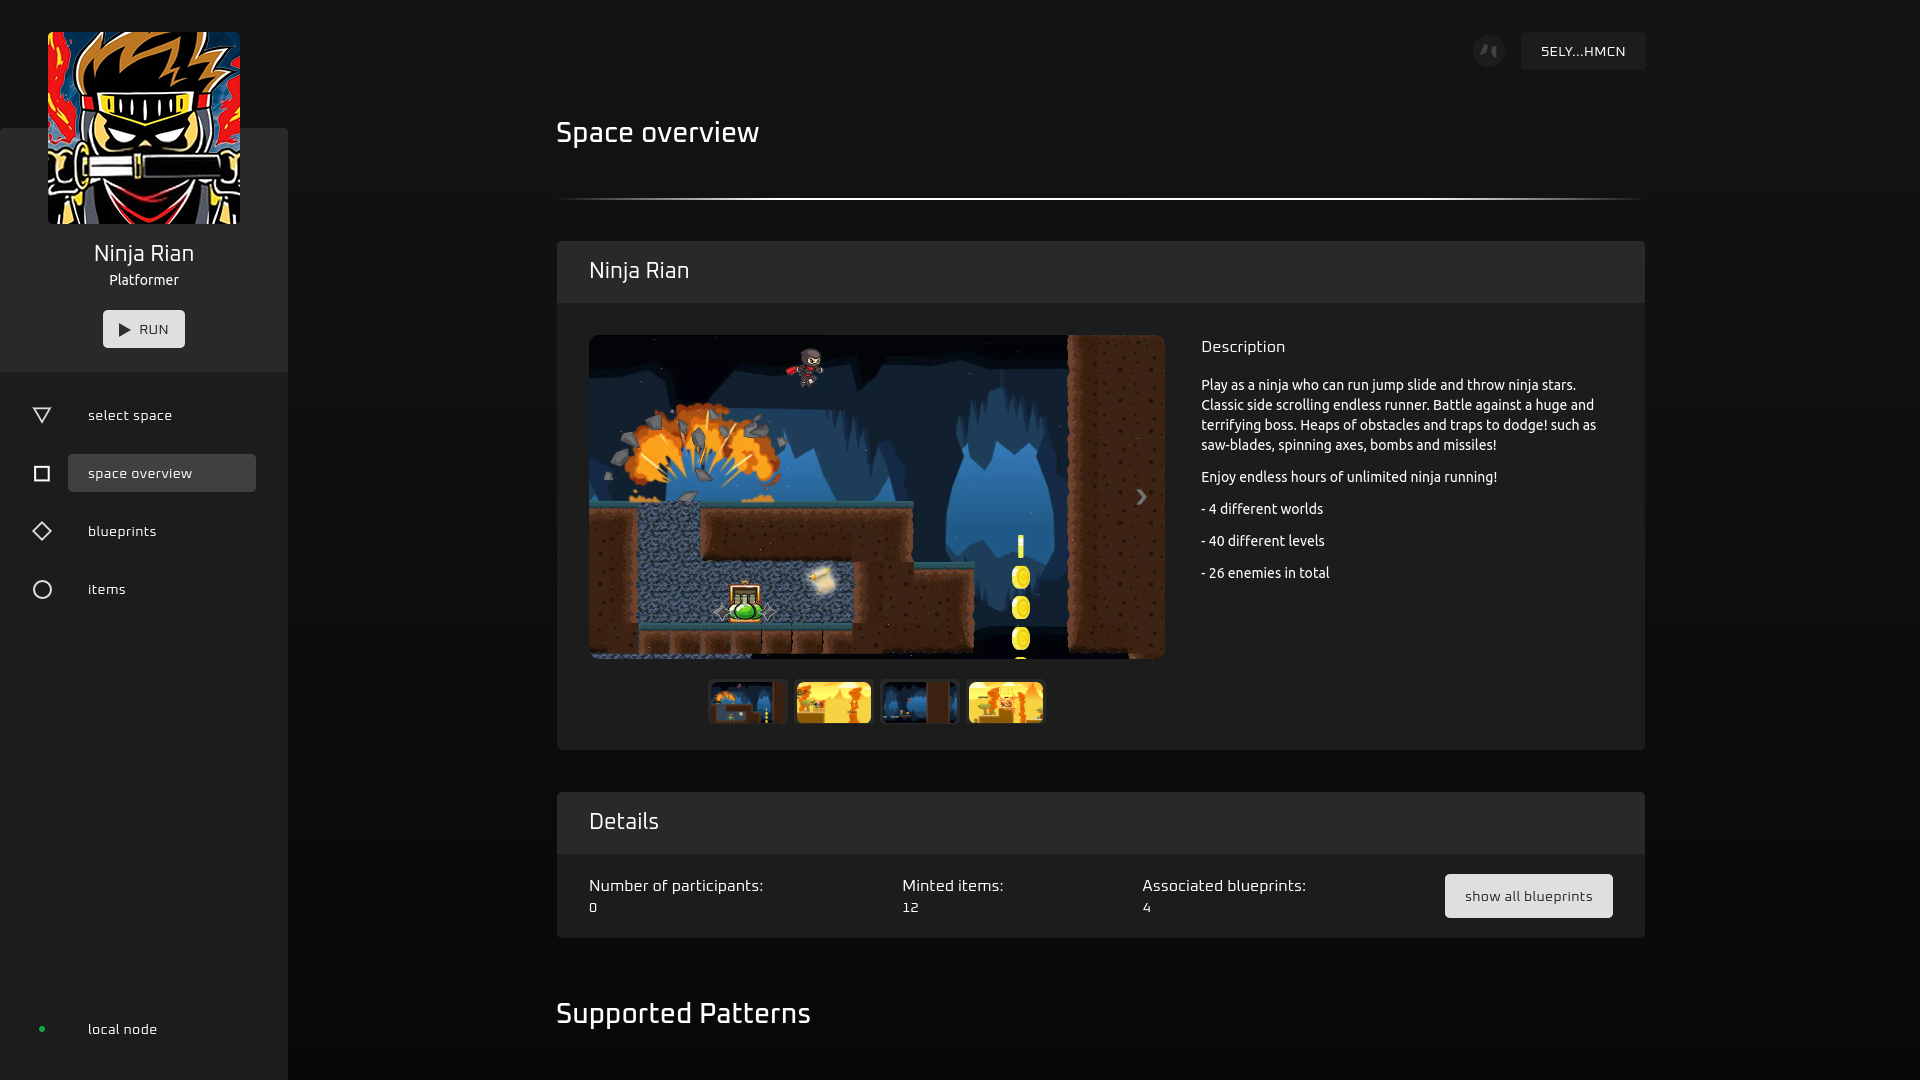 Ninja Rian
Platformer
RUN
select space
space overview
blueprints
items
local node
5ELY...HMCN
Space overview
Ninja Rian
Description
Play as a ninja who can run jump slide and throw ninja stars.
Classic side scrolling endless runner. Battle against a huge and
terrifying boss. Heaps of obstacles and traps to dodge! such as
saw-blades, spinning axes, bombs and missiles!
Enjoy endless hours of unlimited ninja running!
- 4 different worlds
- 40 different levels
- 26 enemies in total
Details
Number of participants:
0
Minted items:
12
Associated blueprints:
4
show all blueprints
Supported Patterns